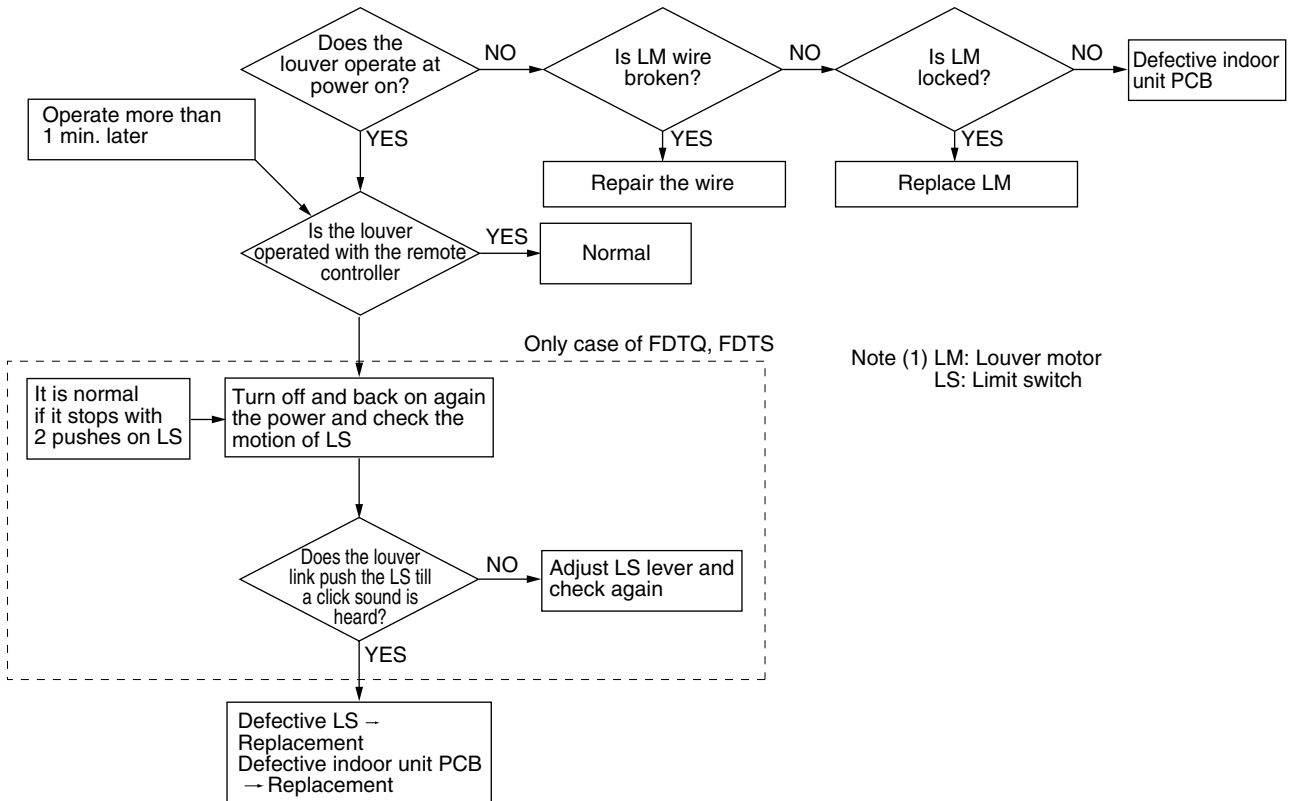 Does the
louver operate at
power on?
NO
Is LM wire
broken?
NO
Is LM
locked?
NO
Defective indoor
unit PCB
Operate more than
1 min. later
YES
YES
Repair the wire
YES
Replace LM
Is the louver
operated with the remote
controller
YES
Normal
Only case of FDTQ, FDTS
Note (1) LM: Louver motor
LS: Limit switch
It is normal
if it stops with
2 pushes on LS
Turn off and back on again
the power and check the
motion of LS
Does the louver
link push the LS till
a click sound is
heard?
NO
Adjust LS lever and
check again
YES
Defective LS →
Replacement
Defective indoor unit PCB
→ Replacement